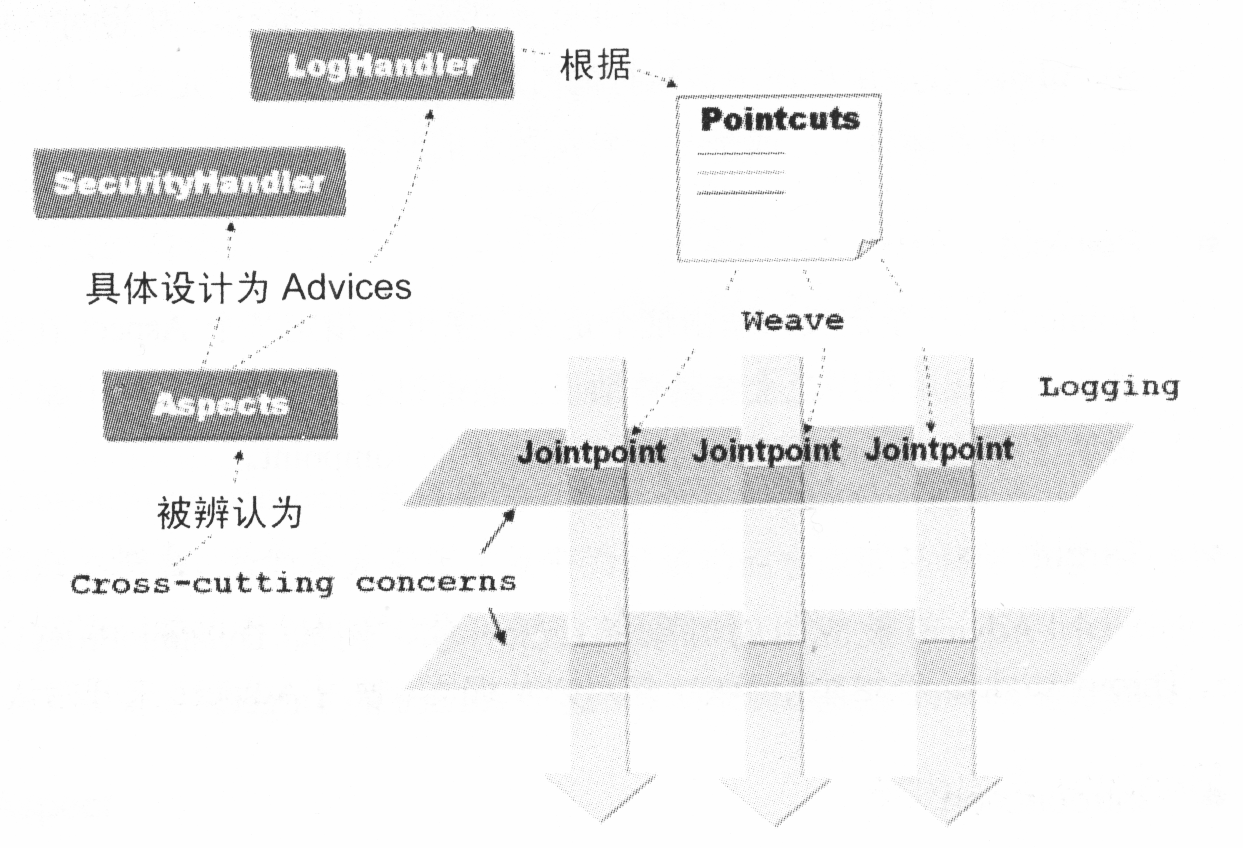 LogHandler
根据
Pointcuts
SecurityHandler
具体设计为 Advices
Weave
Aspects
Logging
Jointpoint Jointpoint Jointpoint
被辨认为
Cross-cutting concerns